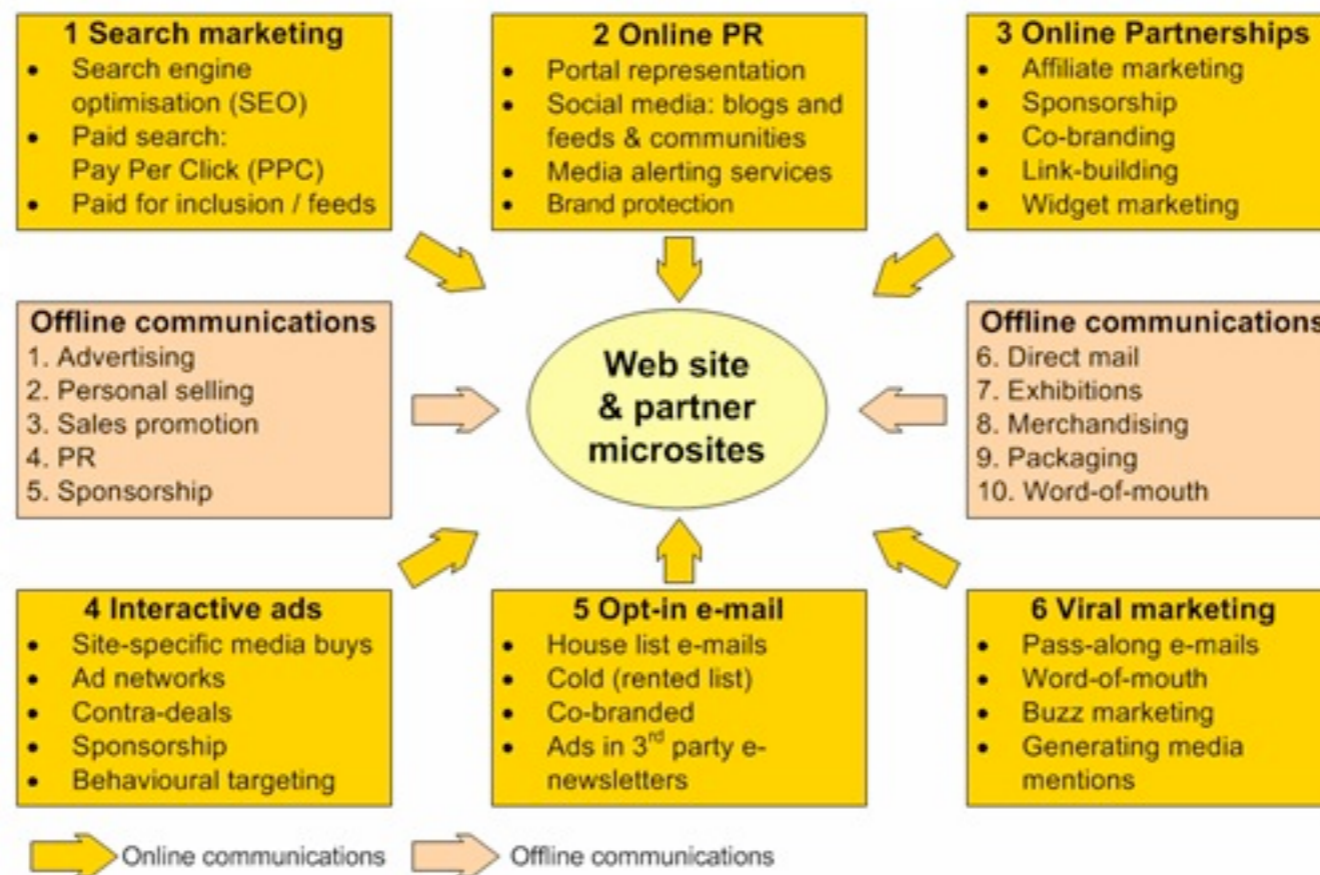 1 Search marketing
• Search engine
optimisation (SEO)
• Paid search:
Pay Per Click (PPC)
• Paid for inclusion / feeds
2 Online PR
• Portal representation
• Social media: blogs and
feeds & communities
• Media alerting services
• Brand protection
3 Online Partnerships
• Affiliate marketing
• Sponsorship
• Co-branding
• Link-building
• Widget marketing
Offline communications
1. Advertising
2. Personal selling
3. Sales promotion
4. PR
5. Sponsorship
Web site
& partner
microsites
Offline communications
6. Direct mail
7. Exhibitions
8. Merchandising
9. Packaging
10. Word-of-mouth
4 Interactive ads
• Site-specific media buys
• Ad networks
• Contra-deals
• Sponsorship
• Behavioural targeting
5 Opt-in e-mail
• House list e-mails
• Cold (rented list)
• Co-branded
• Ads in 3rd party e-
newsletters
6 Viral marketing
• Pass-along e-mails
• Word-of-mouth
• Buzz marketing
• Generating media
mentions
Online communications
Offline communications